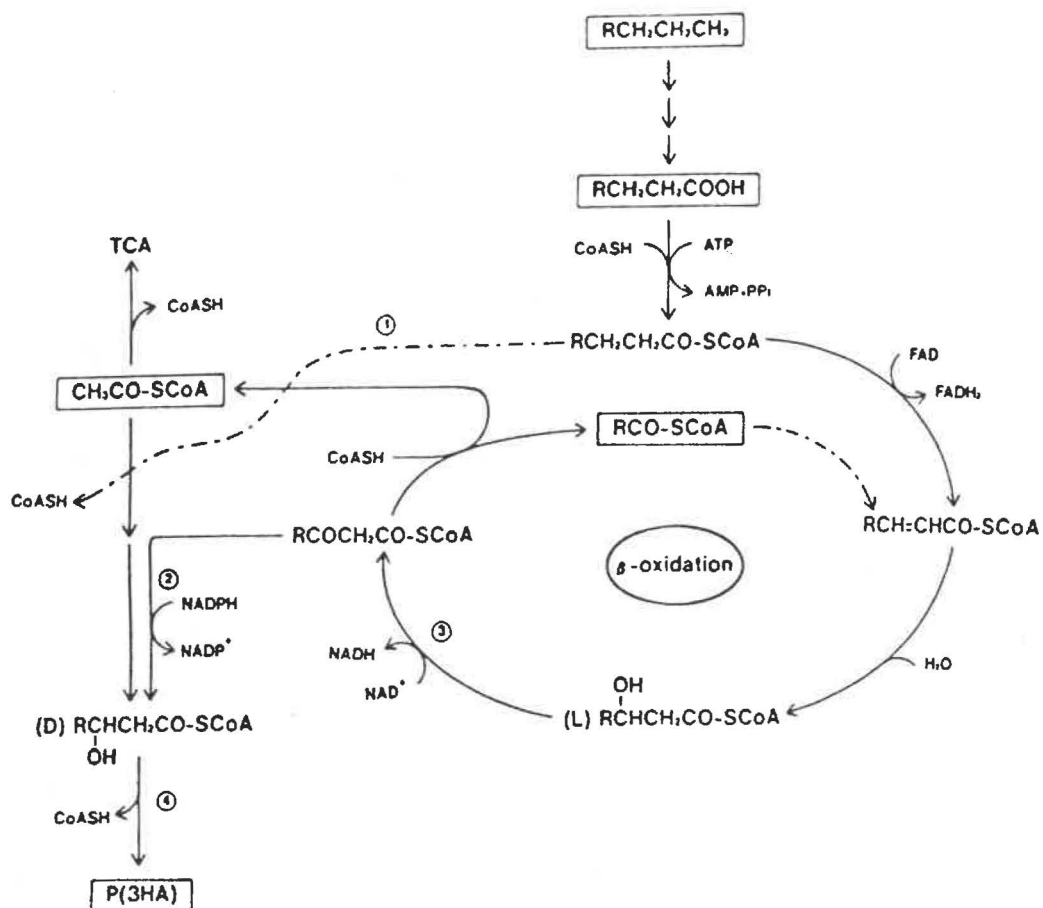 RCH₂CH₂CH₃
RCH₂CH₂COOH
CoASH
ATP
AMP+PPi
TCA
CoASH
①
RCH₂CH₂CO-SCoA
FAD
FADH₂
CH₃CO-SCoA
RCO-SCoA
CoASH
CoASH
RCOCH₂CO-SCoA
RCH=CHCO-SCoA
β-oxidation
②
NADPH
NADP⁺
③
NADH
NAD⁺
H₂O
OH
(L) RCHCH₂CO-SCoA
(D) RCHCH₂CO-SCoA
OH
④
CoASH
P(3HA)